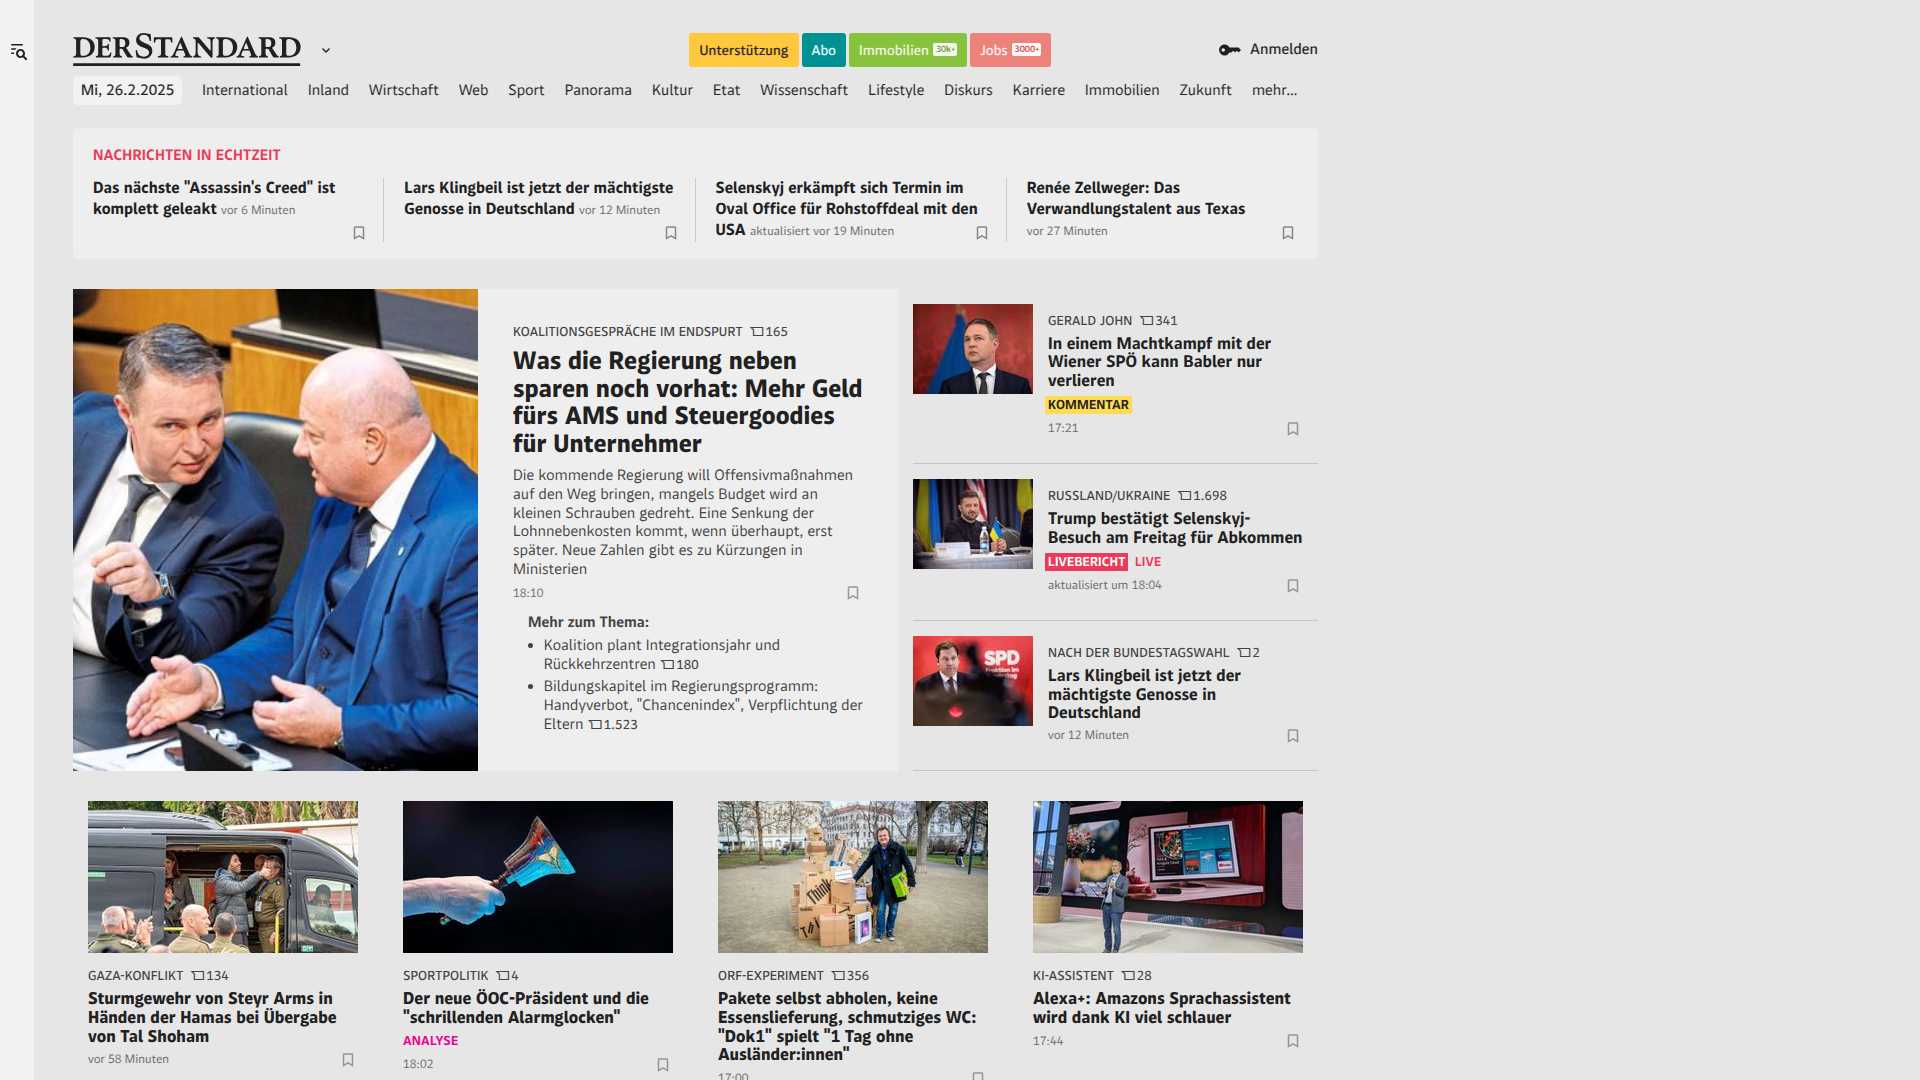 DERSTANDARD
Unterstützung
Abo
Immobilien 30k+
Jobs 3000+
Anmelden
Mi, 26.2.2025
International
Inland
Wirtschaft
Web
Sport
Panorama
Kultur
Etat
Wissenschaft
Lifestyle
Diskurs
Karriere
Immobilien
Zukunft
mehr...
NACHRICHTEN IN ECHTZEIT
Das nächste "Assassin's Creed" ist
komplett geleakt vor 6 Minuten
Lars Klingbeil ist jetzt der mächtigste
Genosse in Deutschland vor 12 Minuten
Selenskyj erkämpft sich Termin im
Oval Office für Rohstoffdeal mit den
USA aktualisiert vor 19 Minuten
Renée Zellweger: Das
Verwandlungstalent aus Texas
vor 27 Minuten
KOALITIONSGESPRÄCHE IM ENDSPURT 165
Was die Regierung neben
sparen noch vorhat: Mehr Geld
fürs AMS und Steuergoodies
für Unternehmer
Die kommende Regierung will Offensivmaßnahmen
auf den Weg bringen, mangels Budget wird an
kleinen Schrauben gedreht. Eine Senkung der
Lohnnebenkosten kommt, wenn überhaupt, erst
später. Neue Zahlen gibt es zu Kürzungen in
Ministerien
18:10
Mehr zum Thema:
• Koalition plant Integrationsjahr und
Rückkehrzentren 180
• Bildungskapitel im Regierungsprogramm:
Handyverbot, "Chancenindex", Verpflichtung der
Eltern 1.523
GERALD JOHN 341
In einem Machtkampf mit der
Wiener SPÖ kann Babler nur
verlieren
KOMMENTAR
17:21
RUSSLAND/UKRAINE 1.698
Trump bestätigt Selenskyj-
Besuch am Freitag für Abkommen
LIVEBERICHT LIVE
aktualisiert um 18:04
SPD
NACH DER BUNDESTAGSWAHL 2
Lars Klingbeil ist jetzt der
mächtigste Genosse in
Deutschland
vor 12 Minuten
GAZA-KONFLIKT 134
Sturmgewehr von Steyr Arms in
Händen der Hamas bei Übergabe
von Tal Shoham
vor 58 Minuten
SPORTPOLITIK 4
Der neue ÖOC-Präsident und die
"schrillenden Alarmglocken"
ANALYSE
18:02
Think
ORF-EXPERIMENT 356
Pakete selbst abholen, keine
Essenslieferung, schmutziges WC:
"Dok1" spielt "1 Tag ohne
Ausländer:innen"
17:00
KI-ASSISTENT 28
Alexa+: Amazons Sprachassistent
wird dank KI viel schlauer
17:44